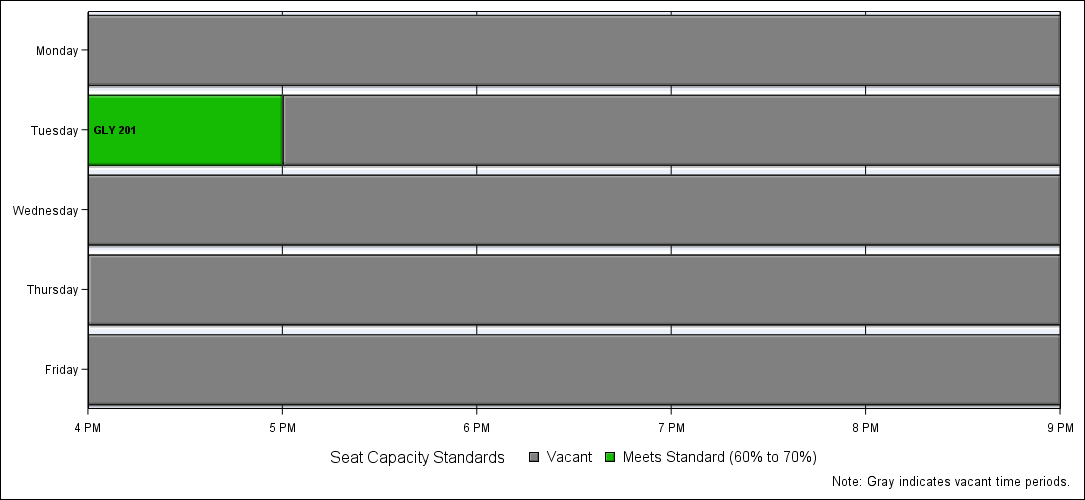 Monday
Tuesday
GLY 201
Wednesday
Thursday
Friday
4 PM 5 PM 6 PM 7 PM 8 PM 9 PM
Seat Capacity Standards Vacant Meets Standard (60% to 70%)
Note: Gray indicates vacant time periods.